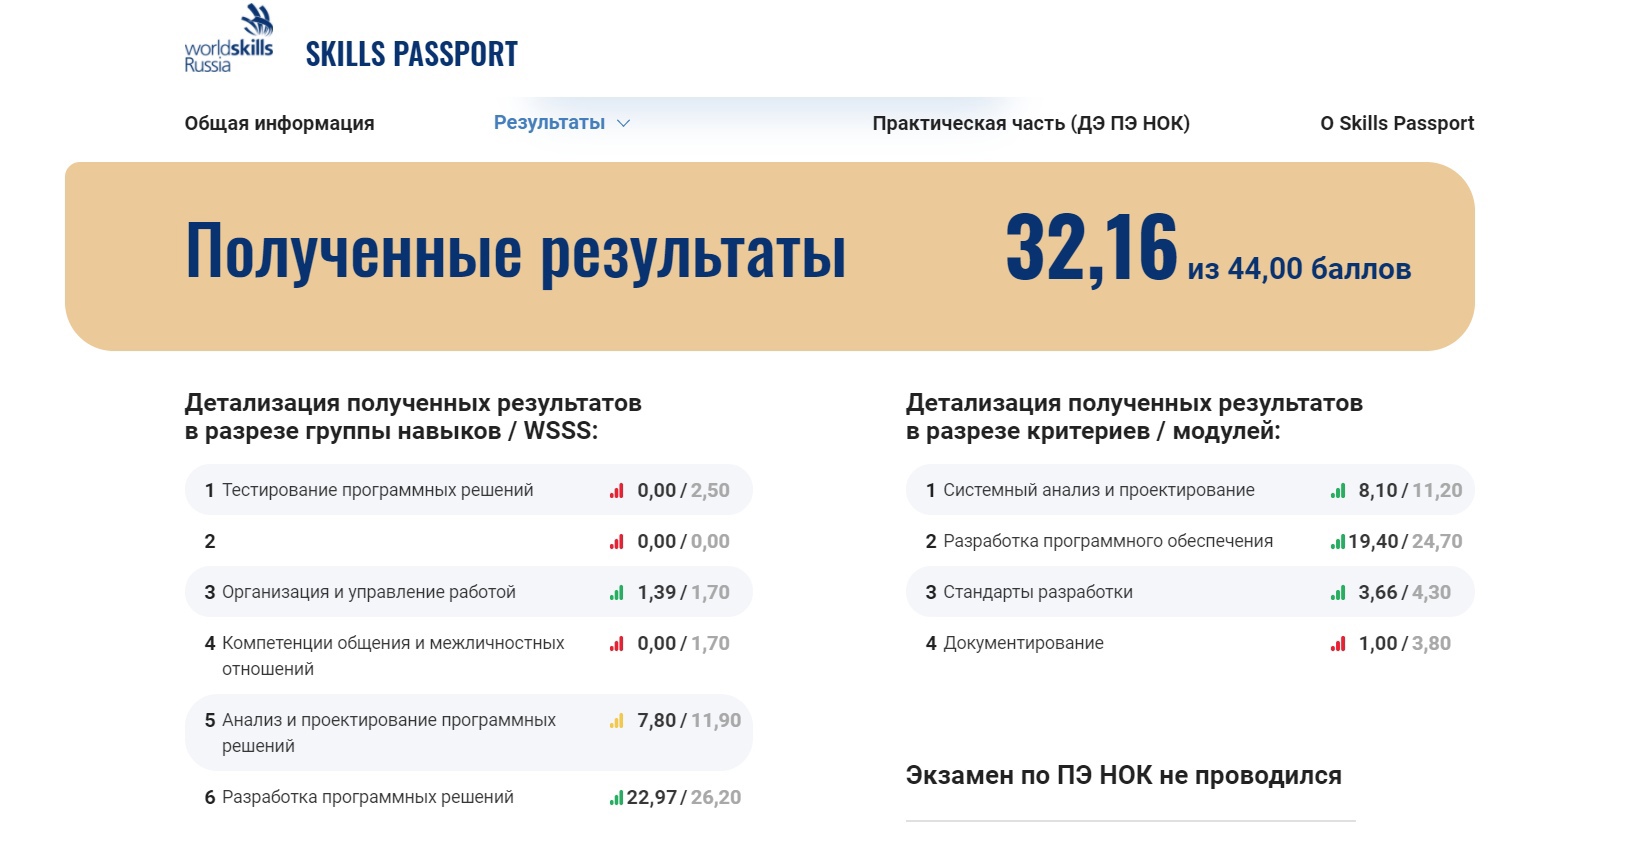 worldskills
Russia
SKILLS PASSPORT
Общая информация
Результаты
Практическая часть (ДЭ ПЭ НОК)
О Skills Passport
Полученные результаты
32,16 из 44,00 баллов
Детализация полученных результатов
в разрезе группы навыков / WSSS:
1 Тестирование программных решений 0,00 / 2,50
2 0,00 / 0,00
3 Организация и управление работой 1,39 / 1,70
4 Компетенции общения и межличностных 0,00 / 1,70
отношений
5 Анализ и проектирование программных 7,80 / 11,90
решений
6 Разработка программных решений 22,97 / 26,20
Детализация полученных результатов
в разрезе критериев / модулей:
1 Системный анализ и проектирование 8,10 / 11,20
2 Разработка программного обеспечения 19,40 / 24,70
3 Стандарты разработки 3,66 / 4,30
4 Документирование 1,00 / 3,80
Экзамен по ПЭ НОК не проводился